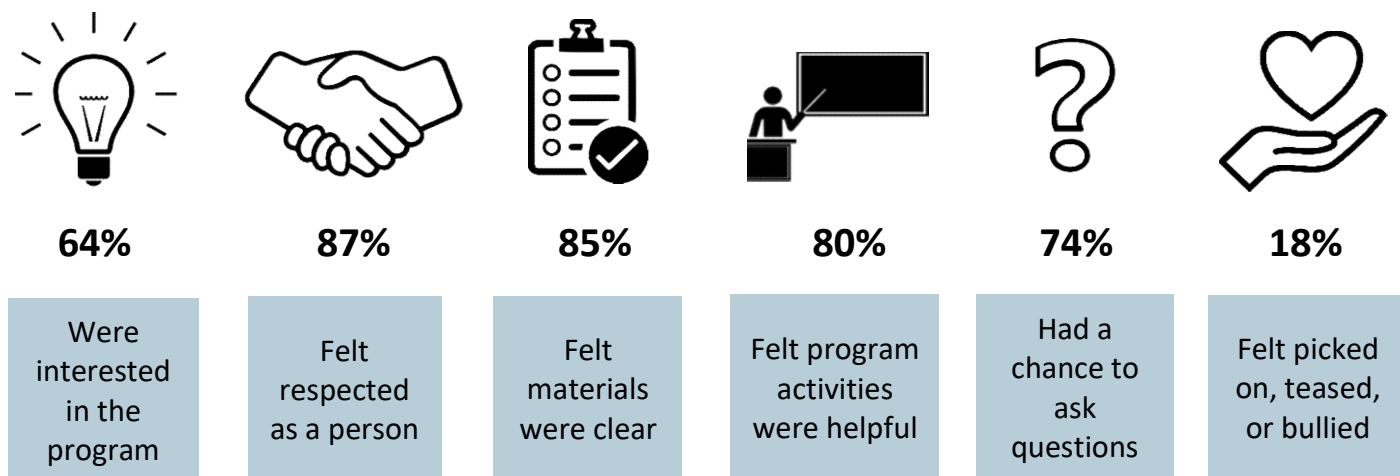 64%
87%
85%
80%
74%
18%
Were
interested
in the
program
Felt
respected
as a person
Felt
materials
were clear
Felt program
activities
were helpful
Had a
chance to
ask
questions
Felt picked
on, teased,
or bullied